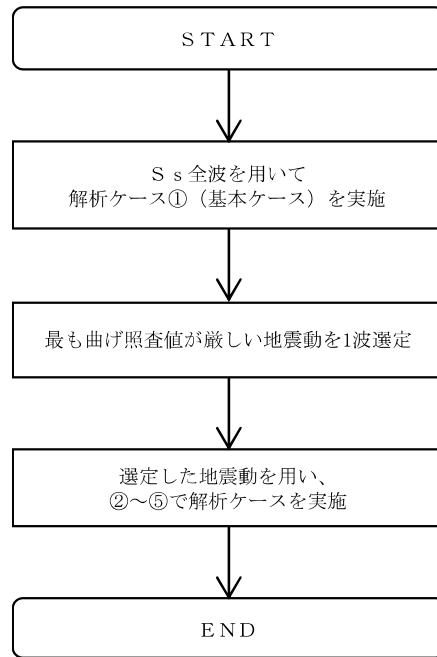 ＳＴＡＲＴ
Ｓｓ全波を用いて
解析ケース①（基本ケース）を実施
最も曲げ照査値が厳しい地震動を1波選定
選定した地震動を用い、
②～⑤で解析ケースを実施
ＥＮＤ